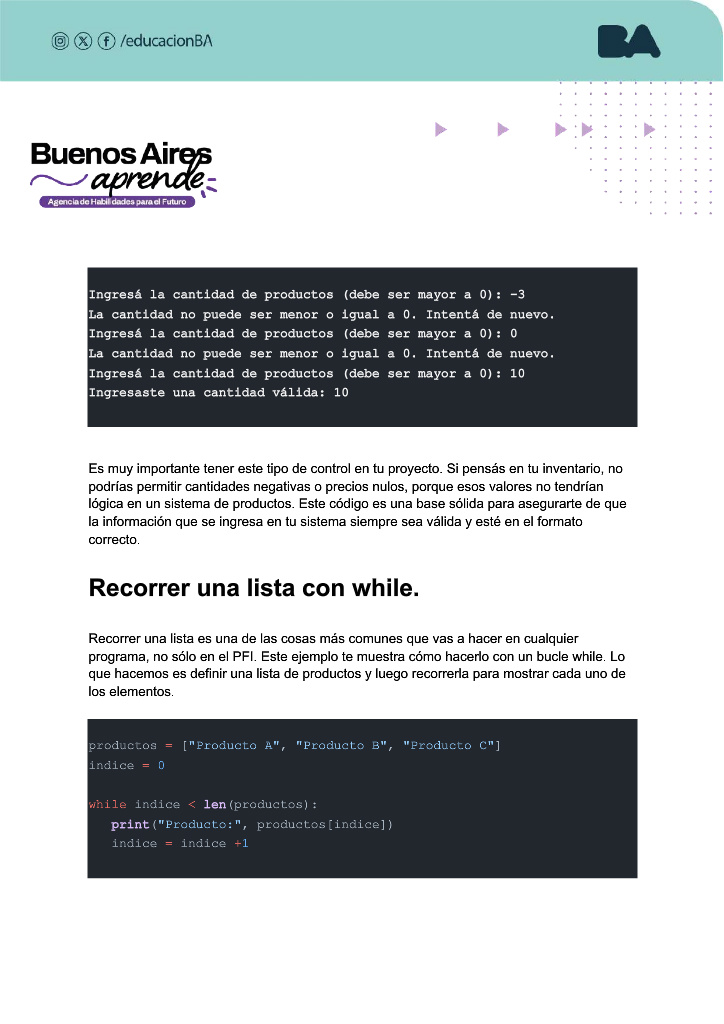 /educacionBA
BA
Buenos Aires
aprende
Agencia de Habilidades para el Futuro
Ingresá la cantidad de productos (debe ser mayor a 0): -3
La cantidad no puede ser menor o igual a 0. Intentá de nuevo.
Ingresá la cantidad de productos (debe ser mayor a 0): 0
La cantidad no puede ser menor o igual a 0. Intentá de nuevo.
Ingresá la cantidad de productos (debe ser mayor a 0): 10
Ingresaste una cantidad válida: 10
Es muy importante tener este tipo de control en tu proyecto. Si pensás en tu inventario, no
podrías permitir cantidades negativas o precios nulos, porque esos valores no tendrían
lógica en un sistema de productos. Este código es una base sólida para asegurarte de que
la información que se ingresa en tu sistema siempre sea válida y esté en el formato
correcto.
Recorrer una lista con while.
Recorrer una lista es una de las cosas más comunes que vas a hacer en cualquier
programa, no sólo en el PFI. Este ejemplo te muestra cómo hacerlo con un bucle while. Lo
que hacemos es definir una lista de productos y luego recorrerla para mostrar cada uno de
los elementos.
productos = ["Producto A", "Producto B", "Producto C"]
indice = 0
while indice < len(productos):
   print("Producto:", productos[indice])
   indice = indice +1